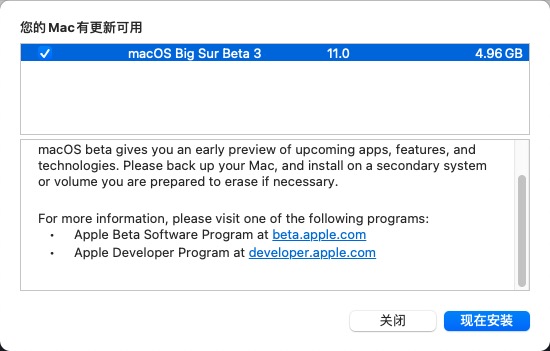 您的 Mac 有更新可用
macOS Big Sur Beta 3 11.0 4.96 GB
macOS beta gives you an early preview of upcoming apps, features, and
technologies. Please back up your Mac, and install on a secondary system
or volume you are prepared to erase if necessary.
For more information, please visit one of the following programs:
• Apple Beta Software Program at beta.apple.com
• Apple Developer Program at developer.apple.com
关闭 现在安装